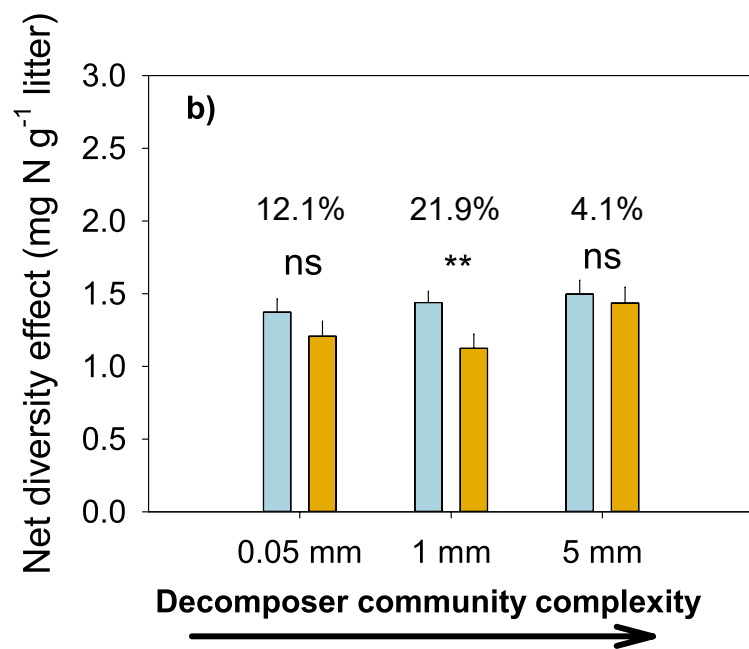 Net diversity effect (mg N g-1 litter)
3.0
2.5
2.0
1.5
1.0
0.5
0.0
b)
12.1% 21.9% 4.1%
ns ** ns
0.05 mm 1 mm 5 mm
Decomposer community complexity